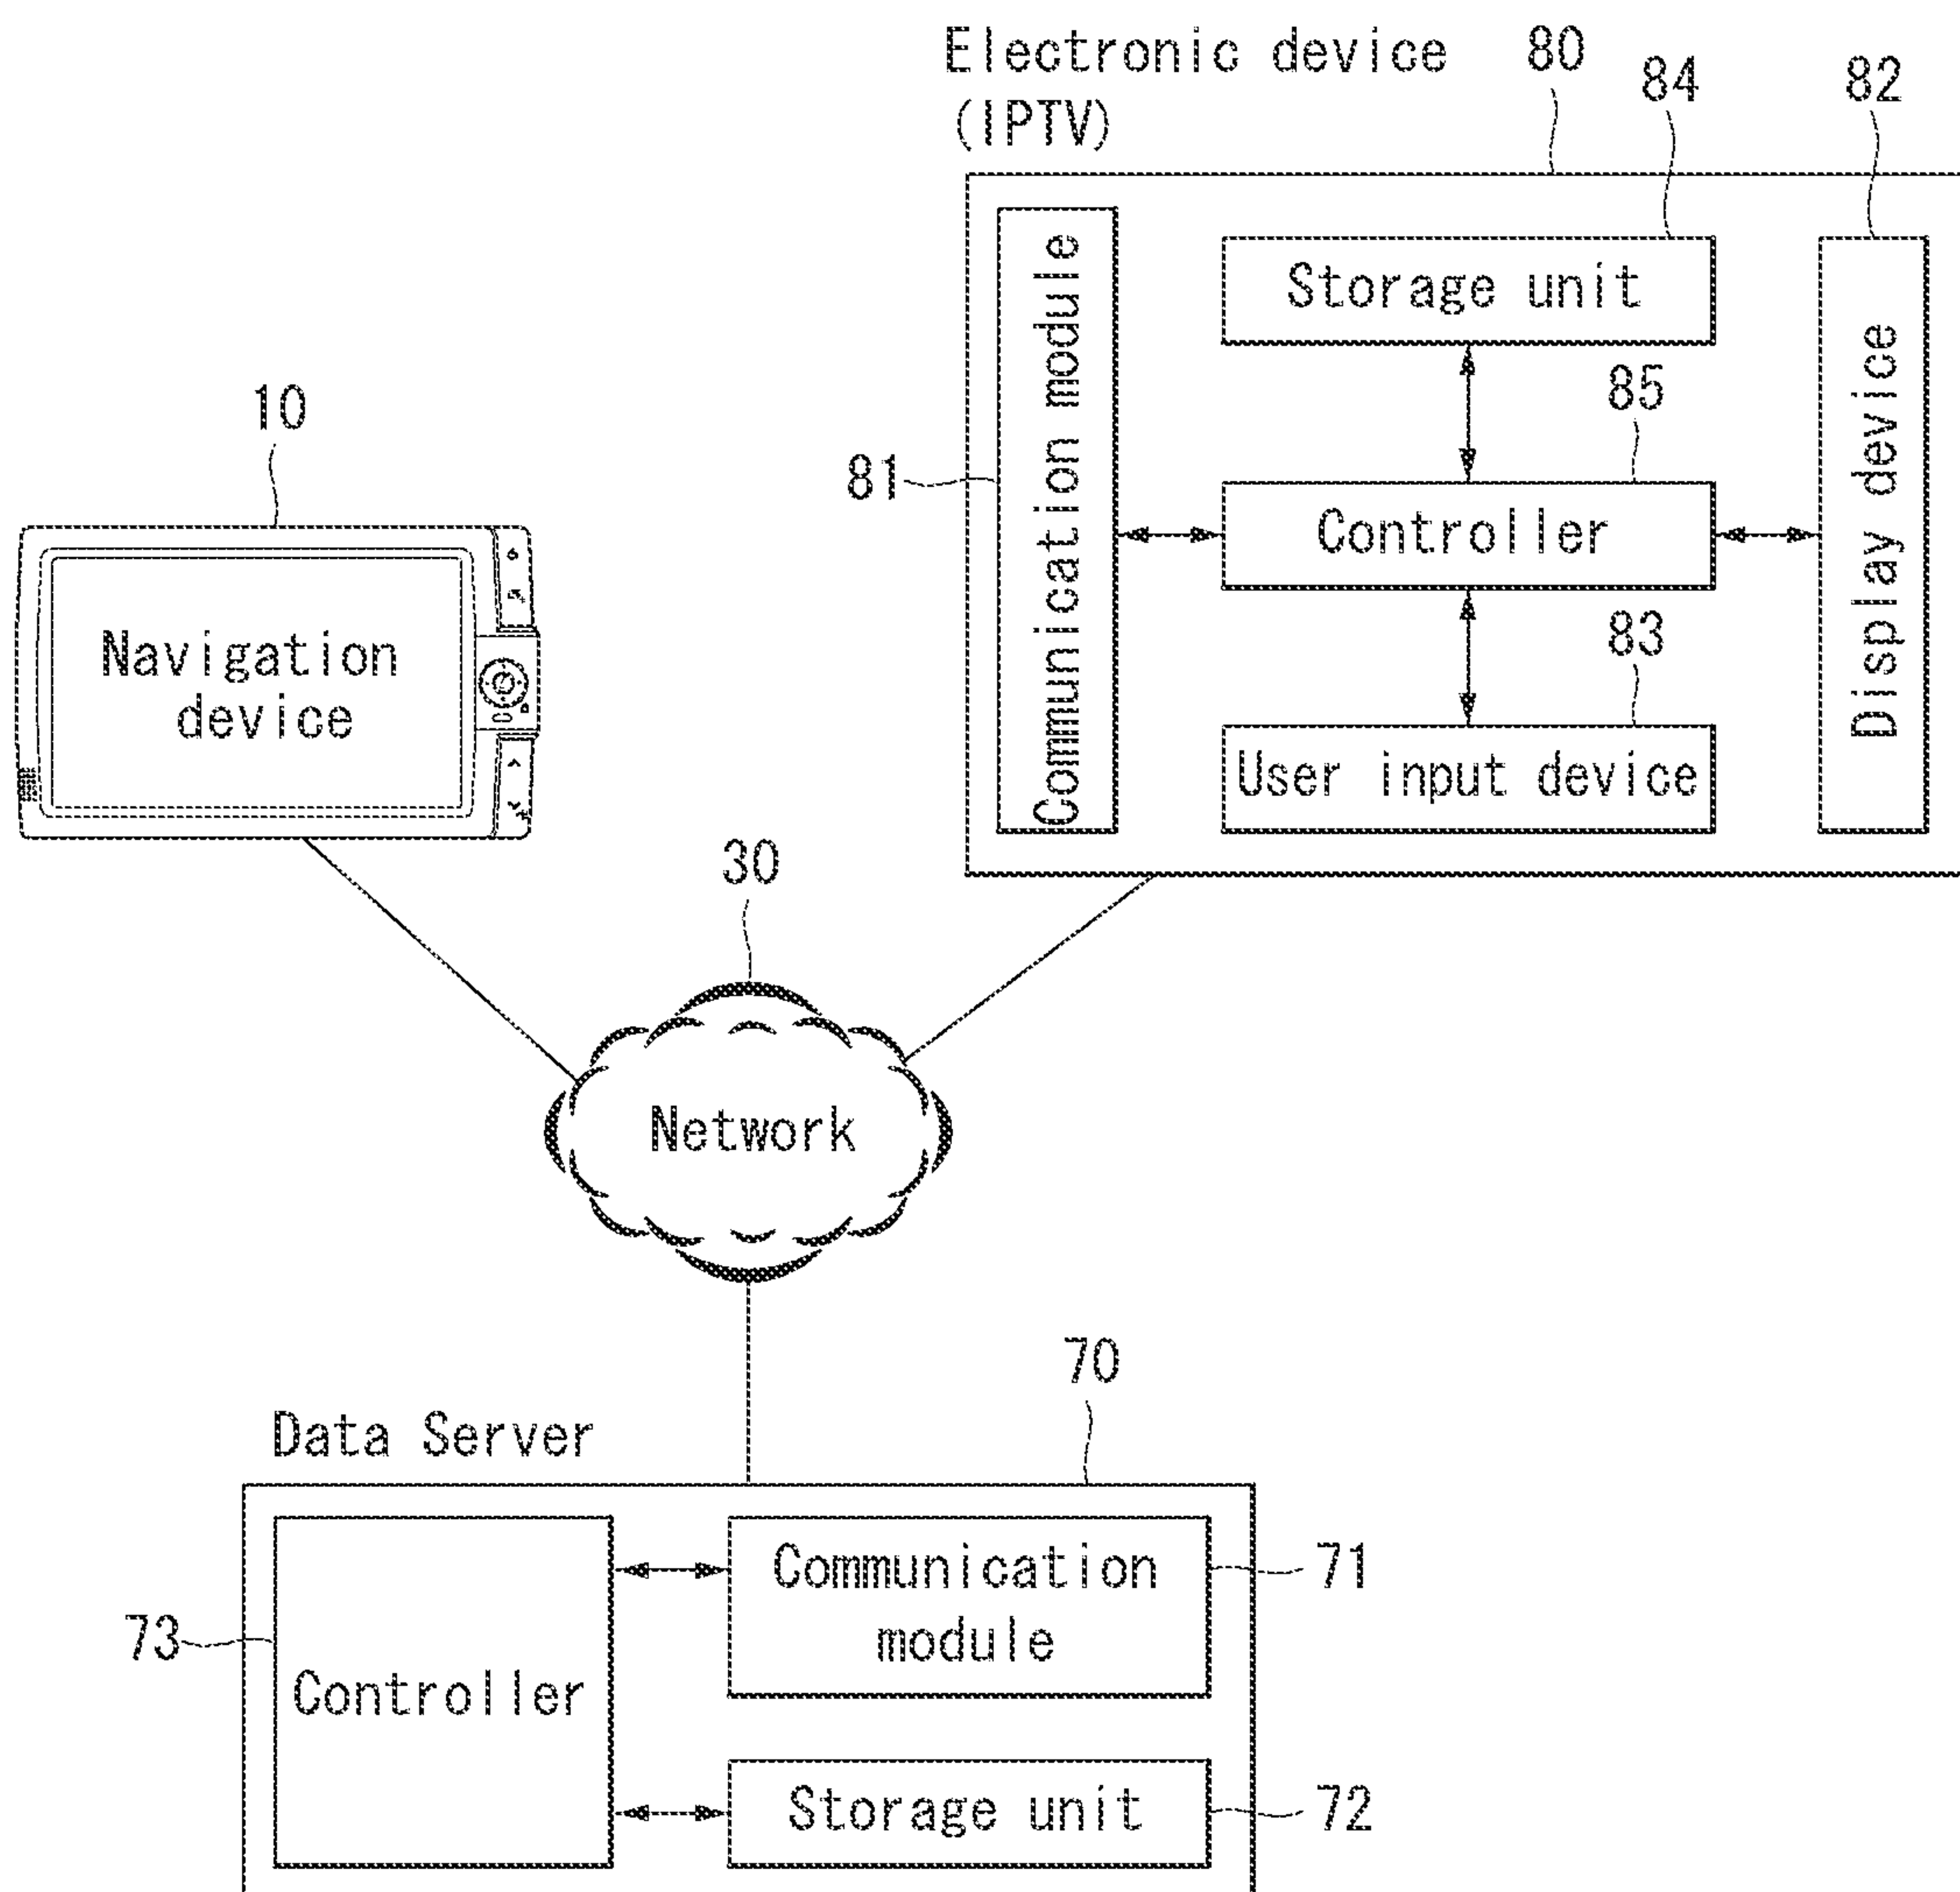 Electronic device
(IPTV)
80
84
82
Communication module
Storage unit
Display device
85
81
Controller
83
User input device
10
Navigation
device
30
Network
70
Data Server
73
Controller
Communication
module
71
Storage unit
72